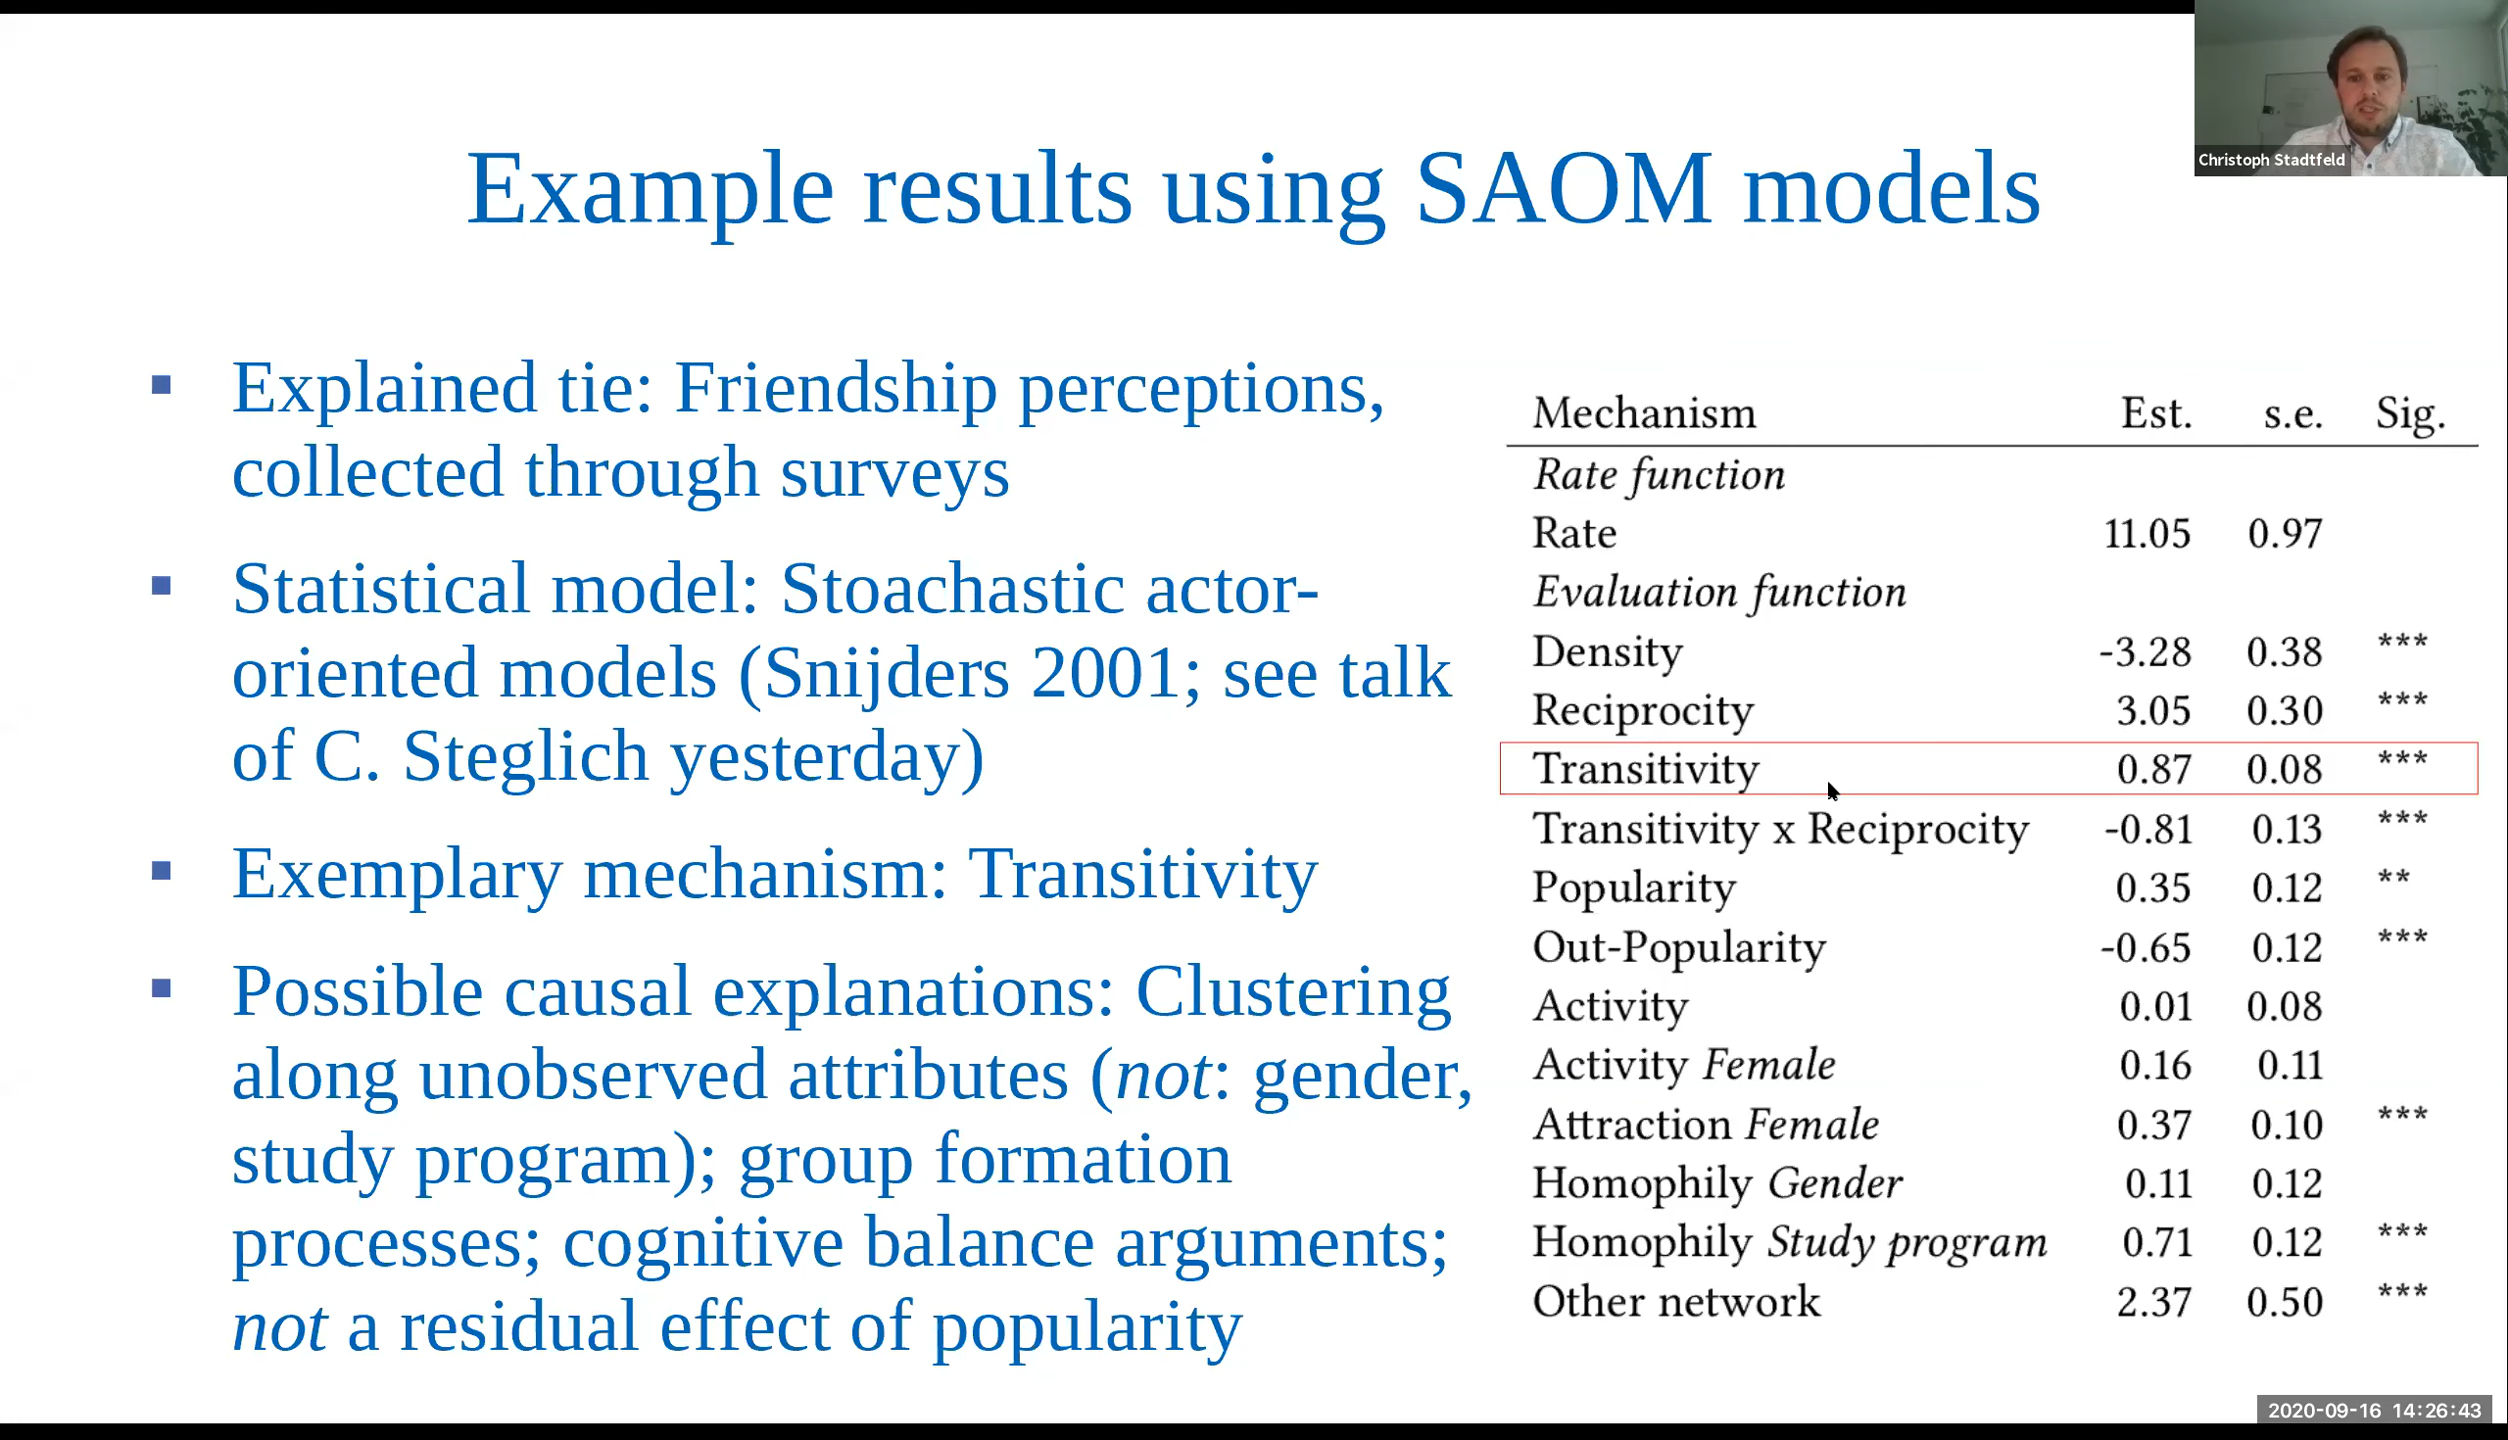 Christoph Stadtfeld
Example results using SAOM models
Explained tie: Friendship perceptions,
collected through surveys
Statistical model: Stoachastic actor-
oriented models (Snijders 2001; see talk
of C. Steglich yesterday)
Exemplary mechanism: Transitivity
Possible causal explanations: Clustering
along unobserved attributes (not: gender,
study program); group formation
processes; cognitive balance arguments;
not a residual effect of popularity
Mechanism Est. s.e. Sig.
Rate function
Rate 11.05 0.97
Evaluation function
Density -3.28 0.38 ***
Reciprocity 3.05 0.30 ***
Transitivity 0.87 0.08 ***
Transitivity x Reciprocity -0.81 0.13 ***
Popularity 0.35 0.12 **
Out-Popularity -0.65 0.12 ***
Activity 0.01 0.08
Activity Female 0.16 0.11
Attraction Female 0.37 0.10 ***
Homophily Gender 0.11 0.12
Homophily Study program 0.71 0.12 ***
Other network 2.37 0.50 ***
2020-09-16 14:26:43